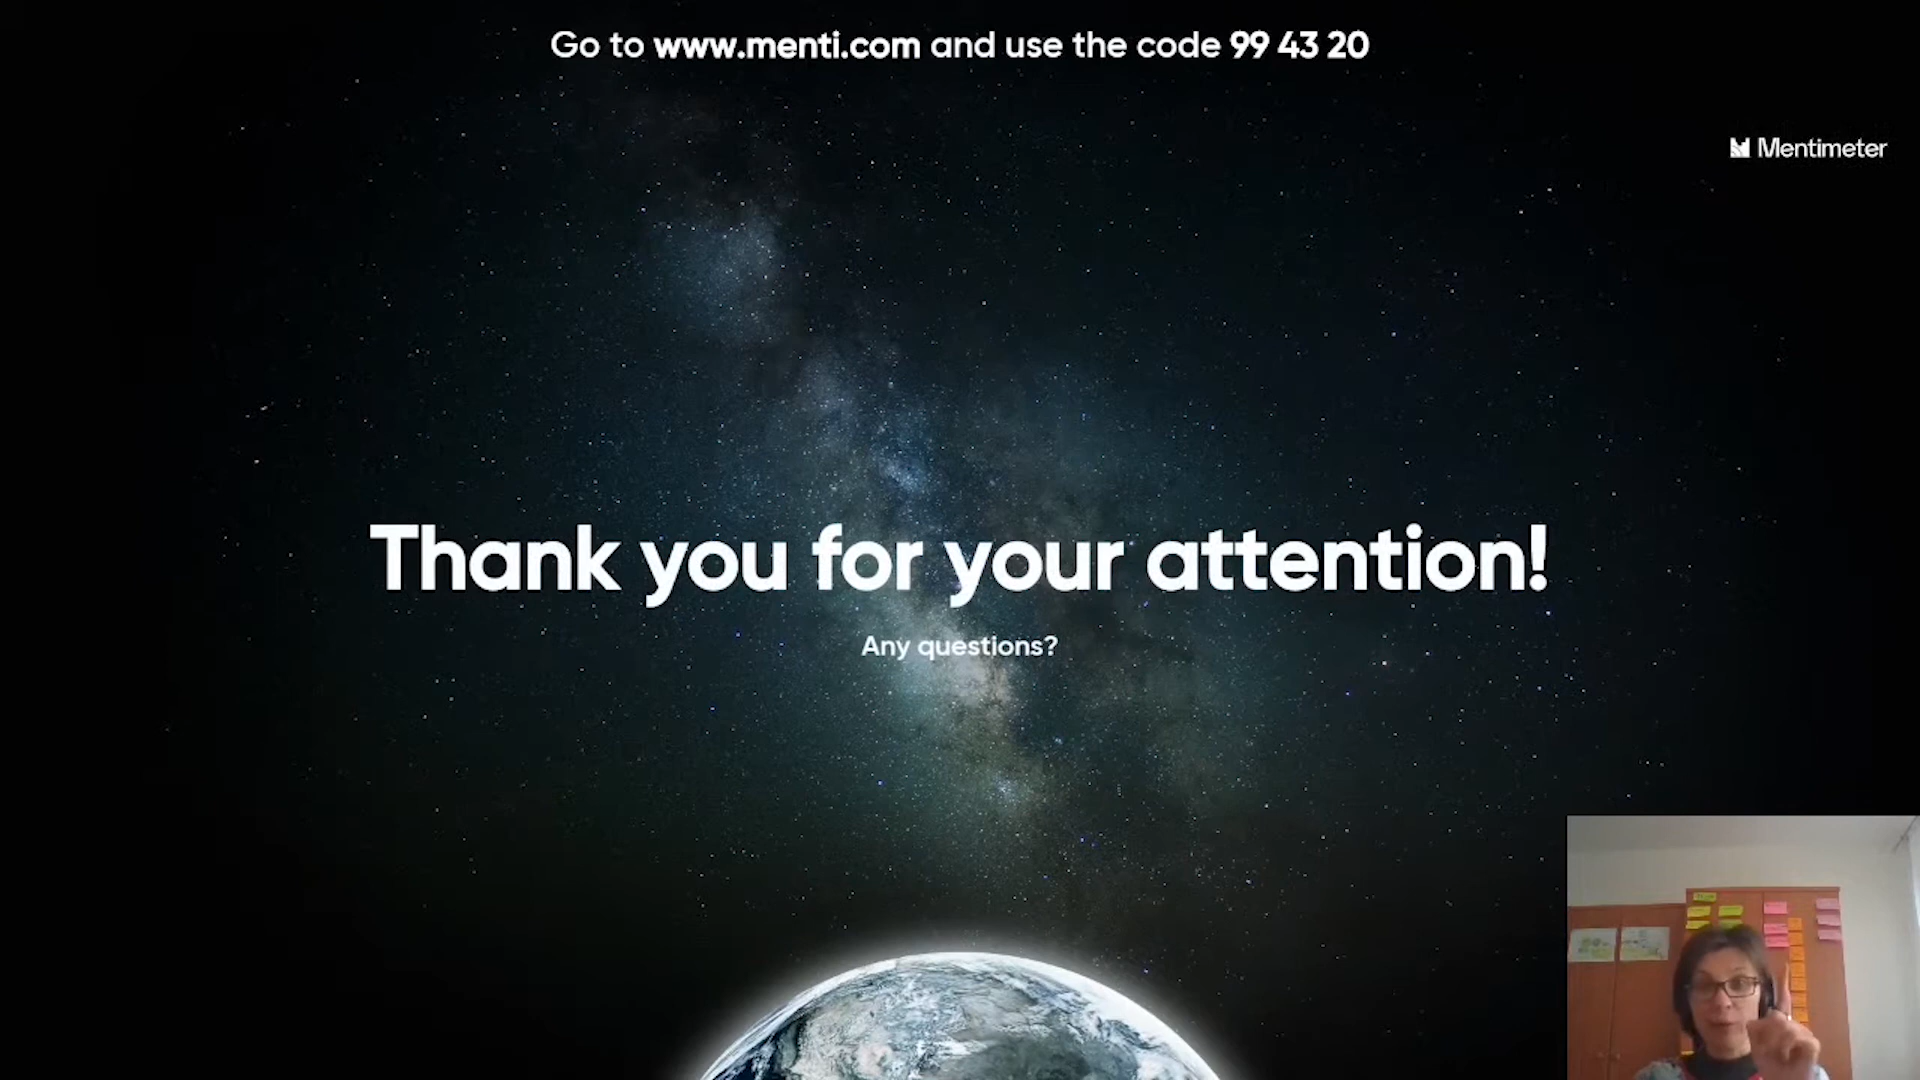 Go to www.menti.com and use the code 99 43 20
Mentimeter
Thank you for your attention!
Any questions?